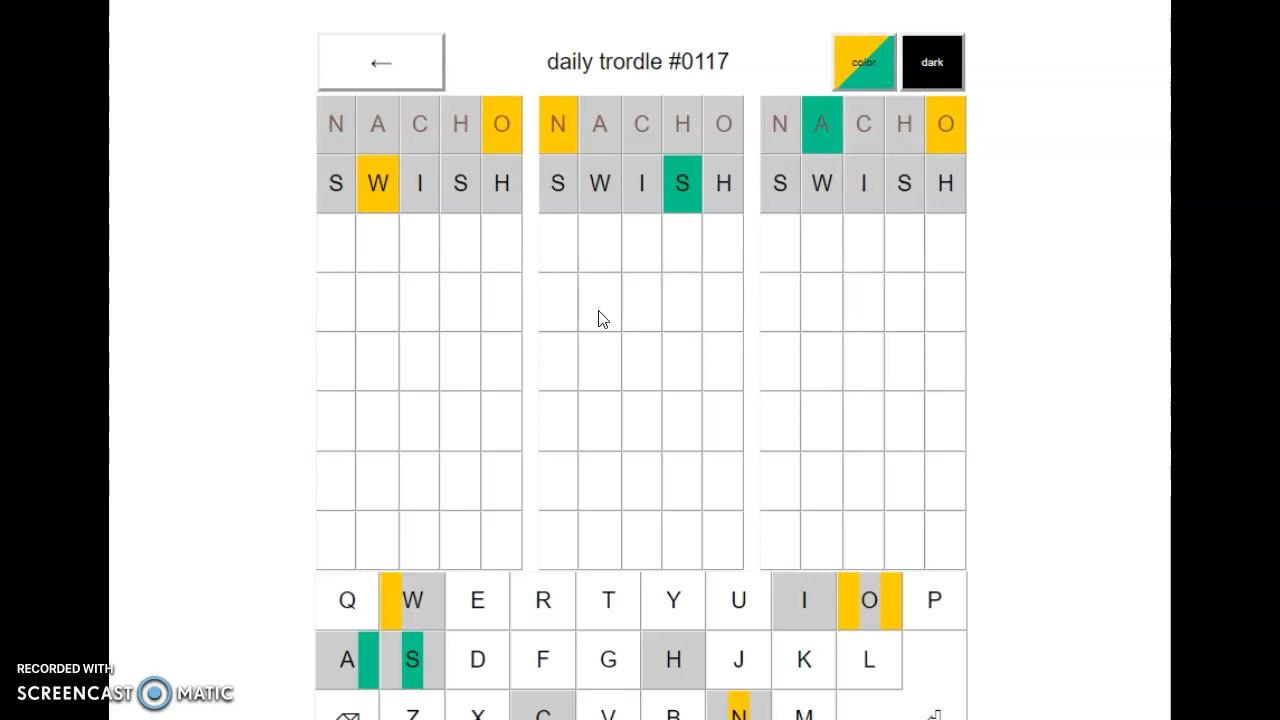 ← daily trordle #0117 color dark
N A C H O N A C H O N A C H O
S W I S H S W I S H S W I S H
Q W E R T Y U I O P
A S D F G H J K L
⌫ Z X C V B N M ⏎
RECORDED WITH
SCREENCAST MATIC